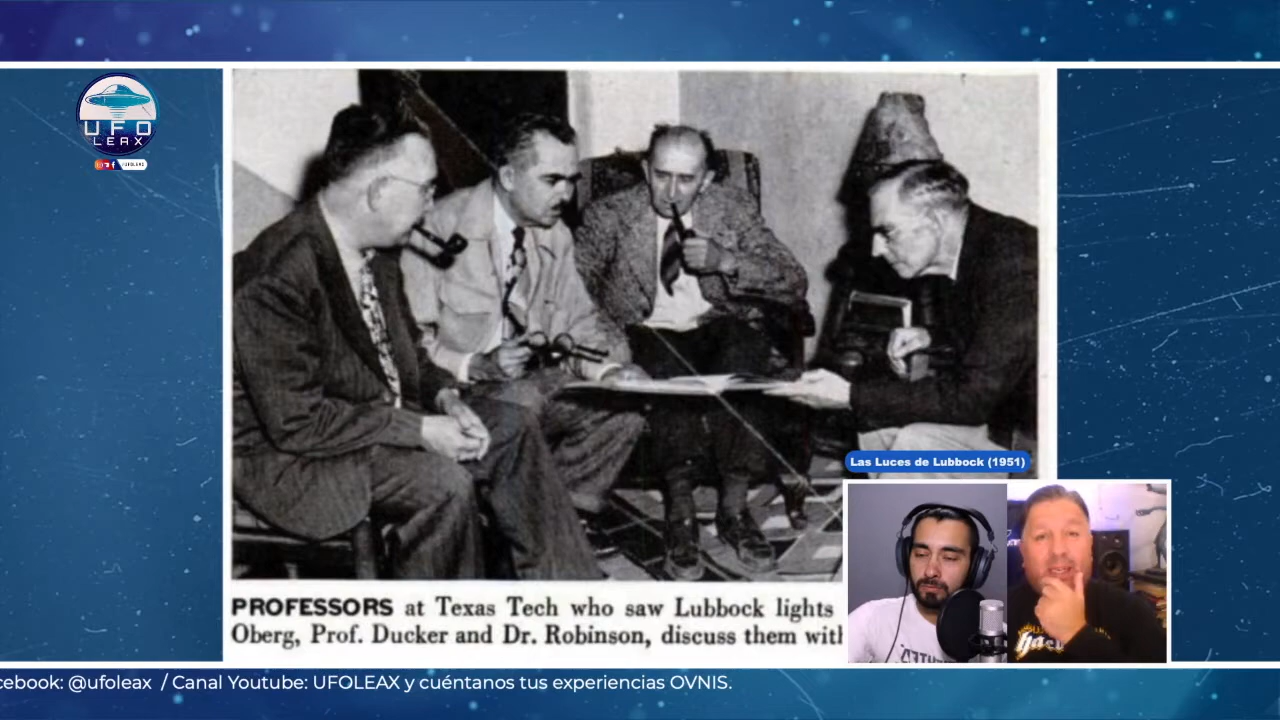 UFO
LEAX
UFOLEAX
Las Luces de Lubbock (1951)
PROFESSORS at Texas Tech who saw Lubbock lights
Oberg, Prof. Ducker and Dr. Robinson, discuss them with
cebook: @ufoleax / Canal Youtube: UFOLEAX y cuéntanos tus experiencias OVNIS.